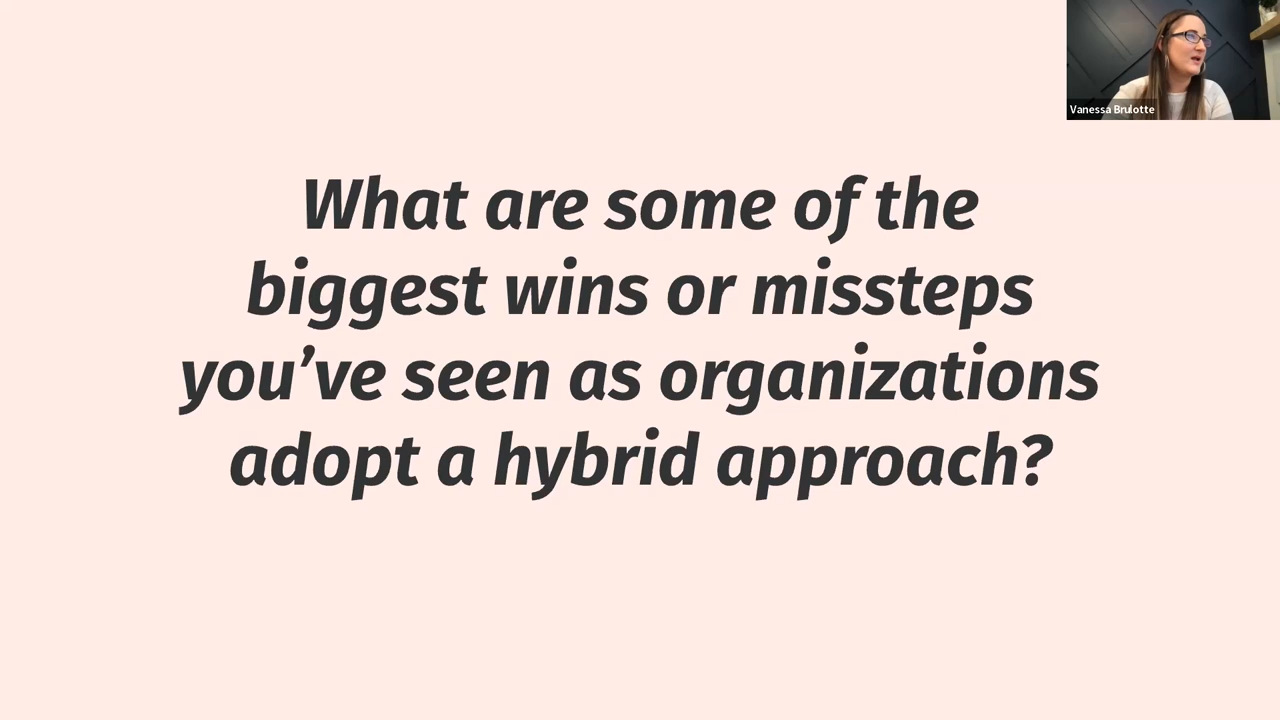 Vanessa Brulotte
What are some of the
biggest wins or missteps
you’ve seen as organizations
adopt a hybrid approach?